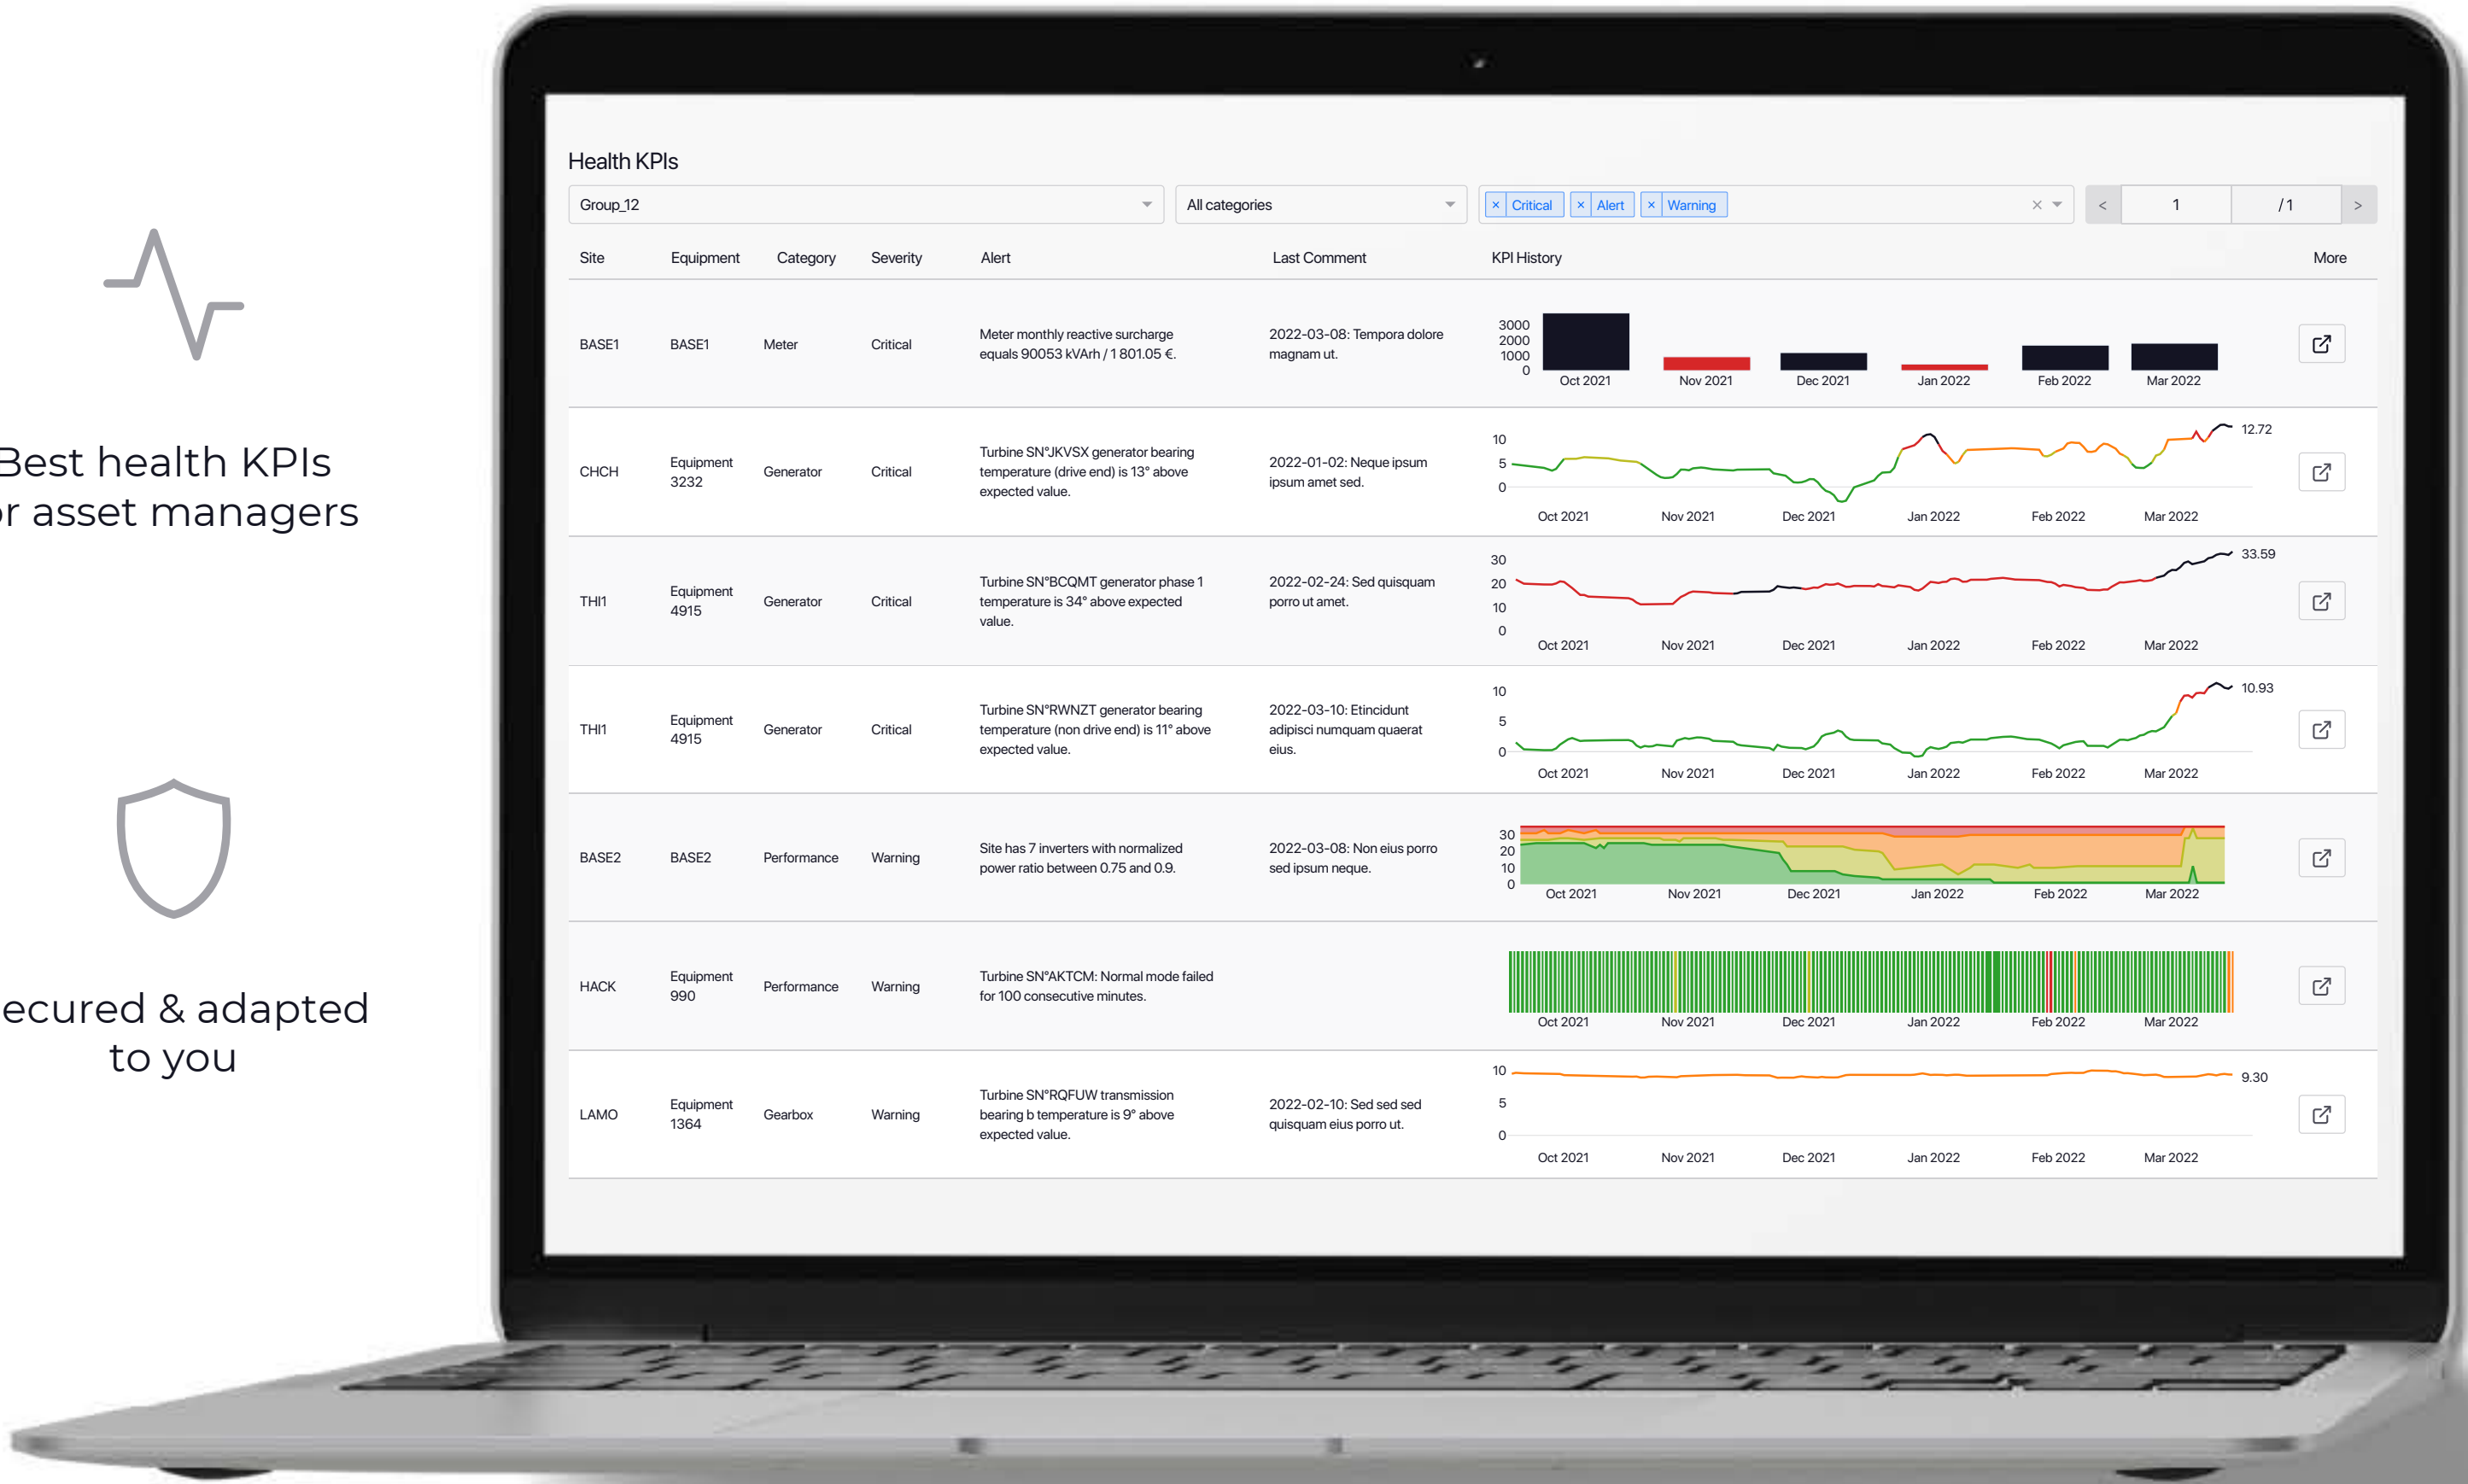 Best health KPIs
or asset managers
ecured & adapted
to you
Health KPIs
Group_12
All categories
× Critical × Alert × Warning
< 1 / 1 >
Site Equipment Category Severity Alert Last Comment KPI History More
BASE1 BASE1 Meter Critical
Meter monthly reactive surcharge
equals 90053 kVArh / 1 801.05 €.
2022-03-08: Tempora dolore
magnam ut.
3000
2000
1000
0
Oct 2021 Nov 2021 Dec 2021 Jan 2022 Feb 2022 Mar 2022
CHCH
Equipment
3232
Generator Critical
Turbine SN°JKVSX generator bearing
temperature (drive end) is 13° above
expected value.
2022-01-02: Neque ipsum
ipsum amet sed.
10
5
0
12.72
Oct 2021 Nov 2021 Dec 2021 Jan 2022 Feb 2022 Mar 2022
THI1
Equipment
4915
Generator Critical
Turbine SN°BCQMT generator phase 1
temperature is 34° above expected
value.
2022-02-24: Sed quisquam
porro ut amet.
30
20
10
0
33.59
Oct 2021 Nov 2021 Dec 2021 Jan 2022 Feb 2022 Mar 2022
THI1
Equipment
4915
Generator Critical
Turbine SN°RWNZT generator bearing
temperature (non drive end) is 11° above
expected value.
2022-03-10: Etincidunt
adipisci numquam quaerat
eius.
10
5
0
10.93
Oct 2021 Nov 2021 Dec 2021 Jan 2022 Feb 2022 Mar 2022
BASE2 BASE2 Performance Warning
Site has 7 inverters with normalized
power ratio between 0.75 and 0.9.
2022-03-08: Non eius porro
sed ipsum neque.
30
20
10
0
Oct 2021 Nov 2021 Dec 2021 Jan 2022 Feb 2022 Mar 2022
HACK
Equipment
990
Performance Warning
Turbine SN°AKTCM: Normal mode failed
for 100 consecutive minutes.
Oct 2021 Nov 2021 Dec 2021 Jan 2022 Feb 2022 Mar 2022
LAMO
Equipment
1364
Gearbox Warning
Turbine SN°RQFUW transmission
bearing b temperature is 9° above
expected value.
2022-02-10: Sed sed sed
quisquam eius porro ut.
10
5
0
9.30
Oct 2021 Nov 2021 Dec 2021 Jan 2022 Feb 2022 Mar 2022